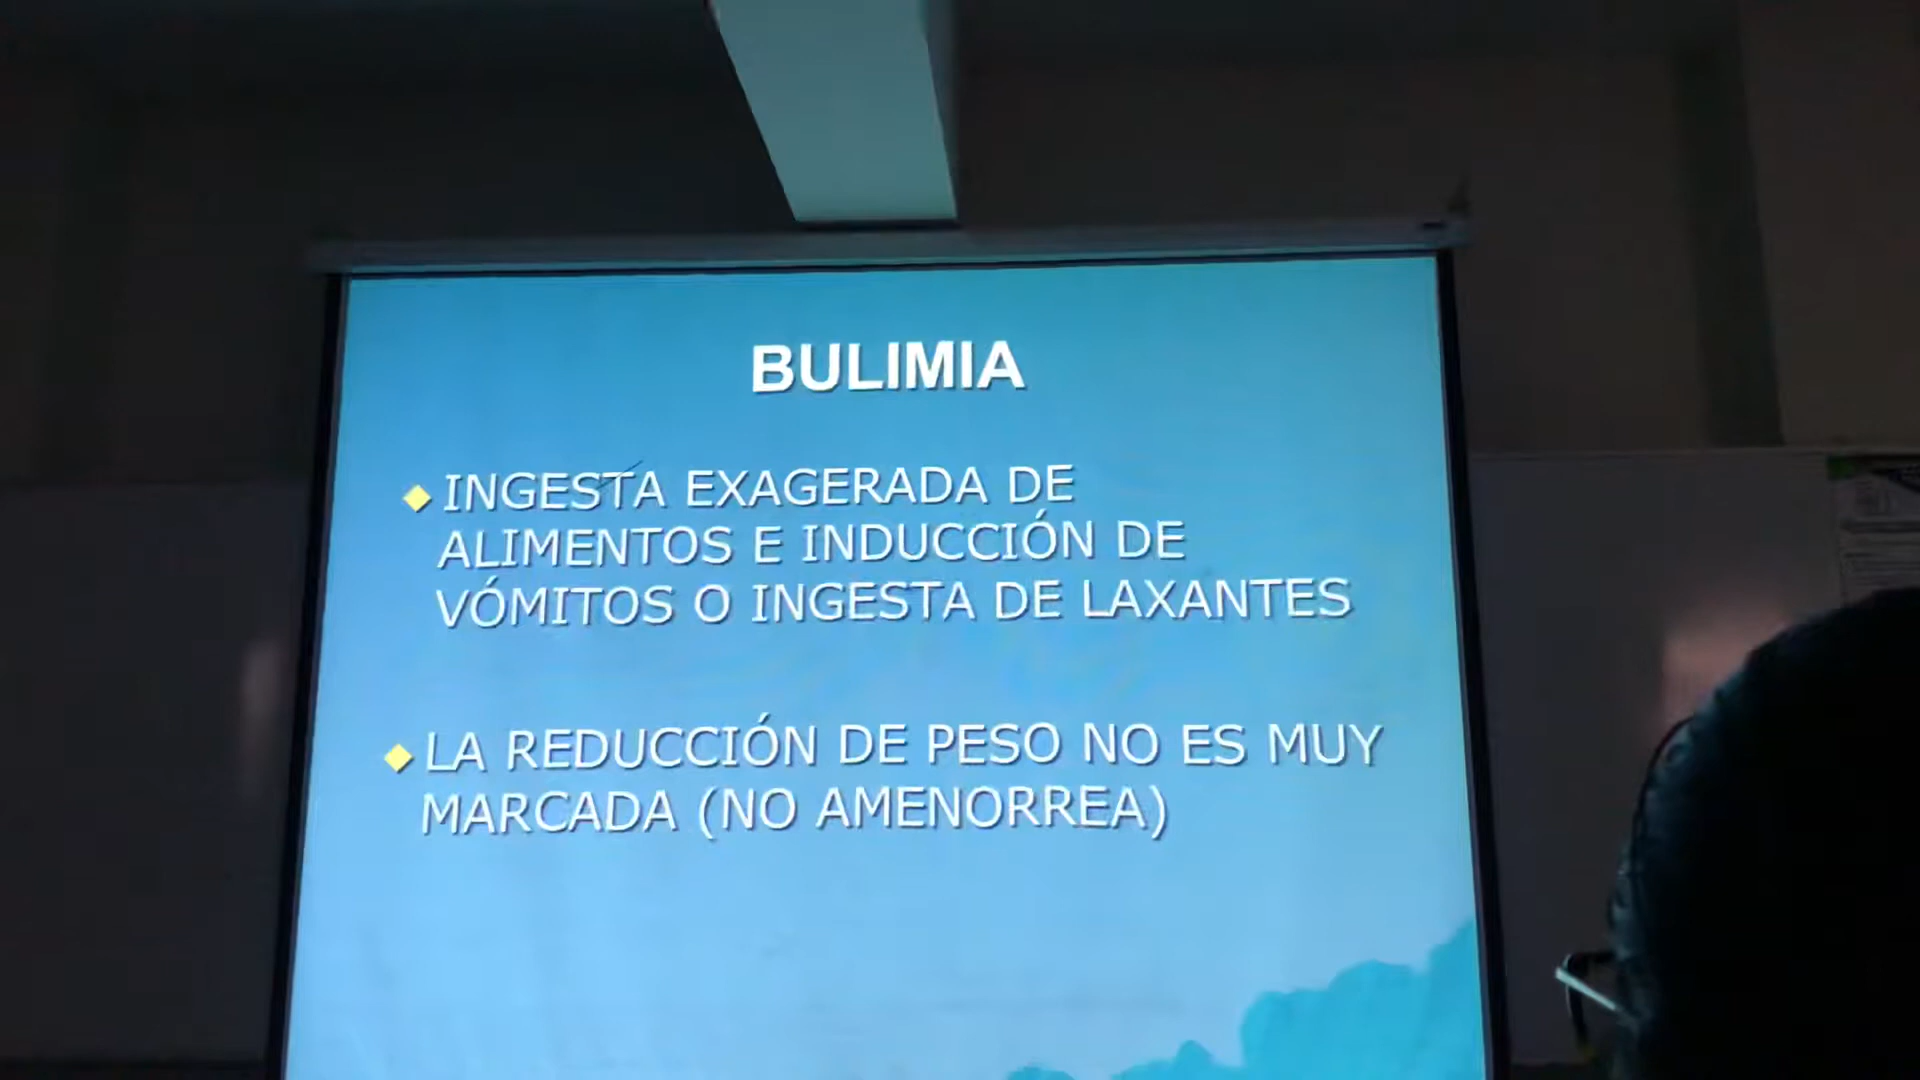 BULIMIA
INGESTA EXAGERADA DE
ALIMENTOS E INDUCCIÓN DE
VÓMITOS O INGESTA DE LAXANTES
LA REDUCCIÓN DE PESO NO ES MUY
MARCADA (NO AMENORREA)